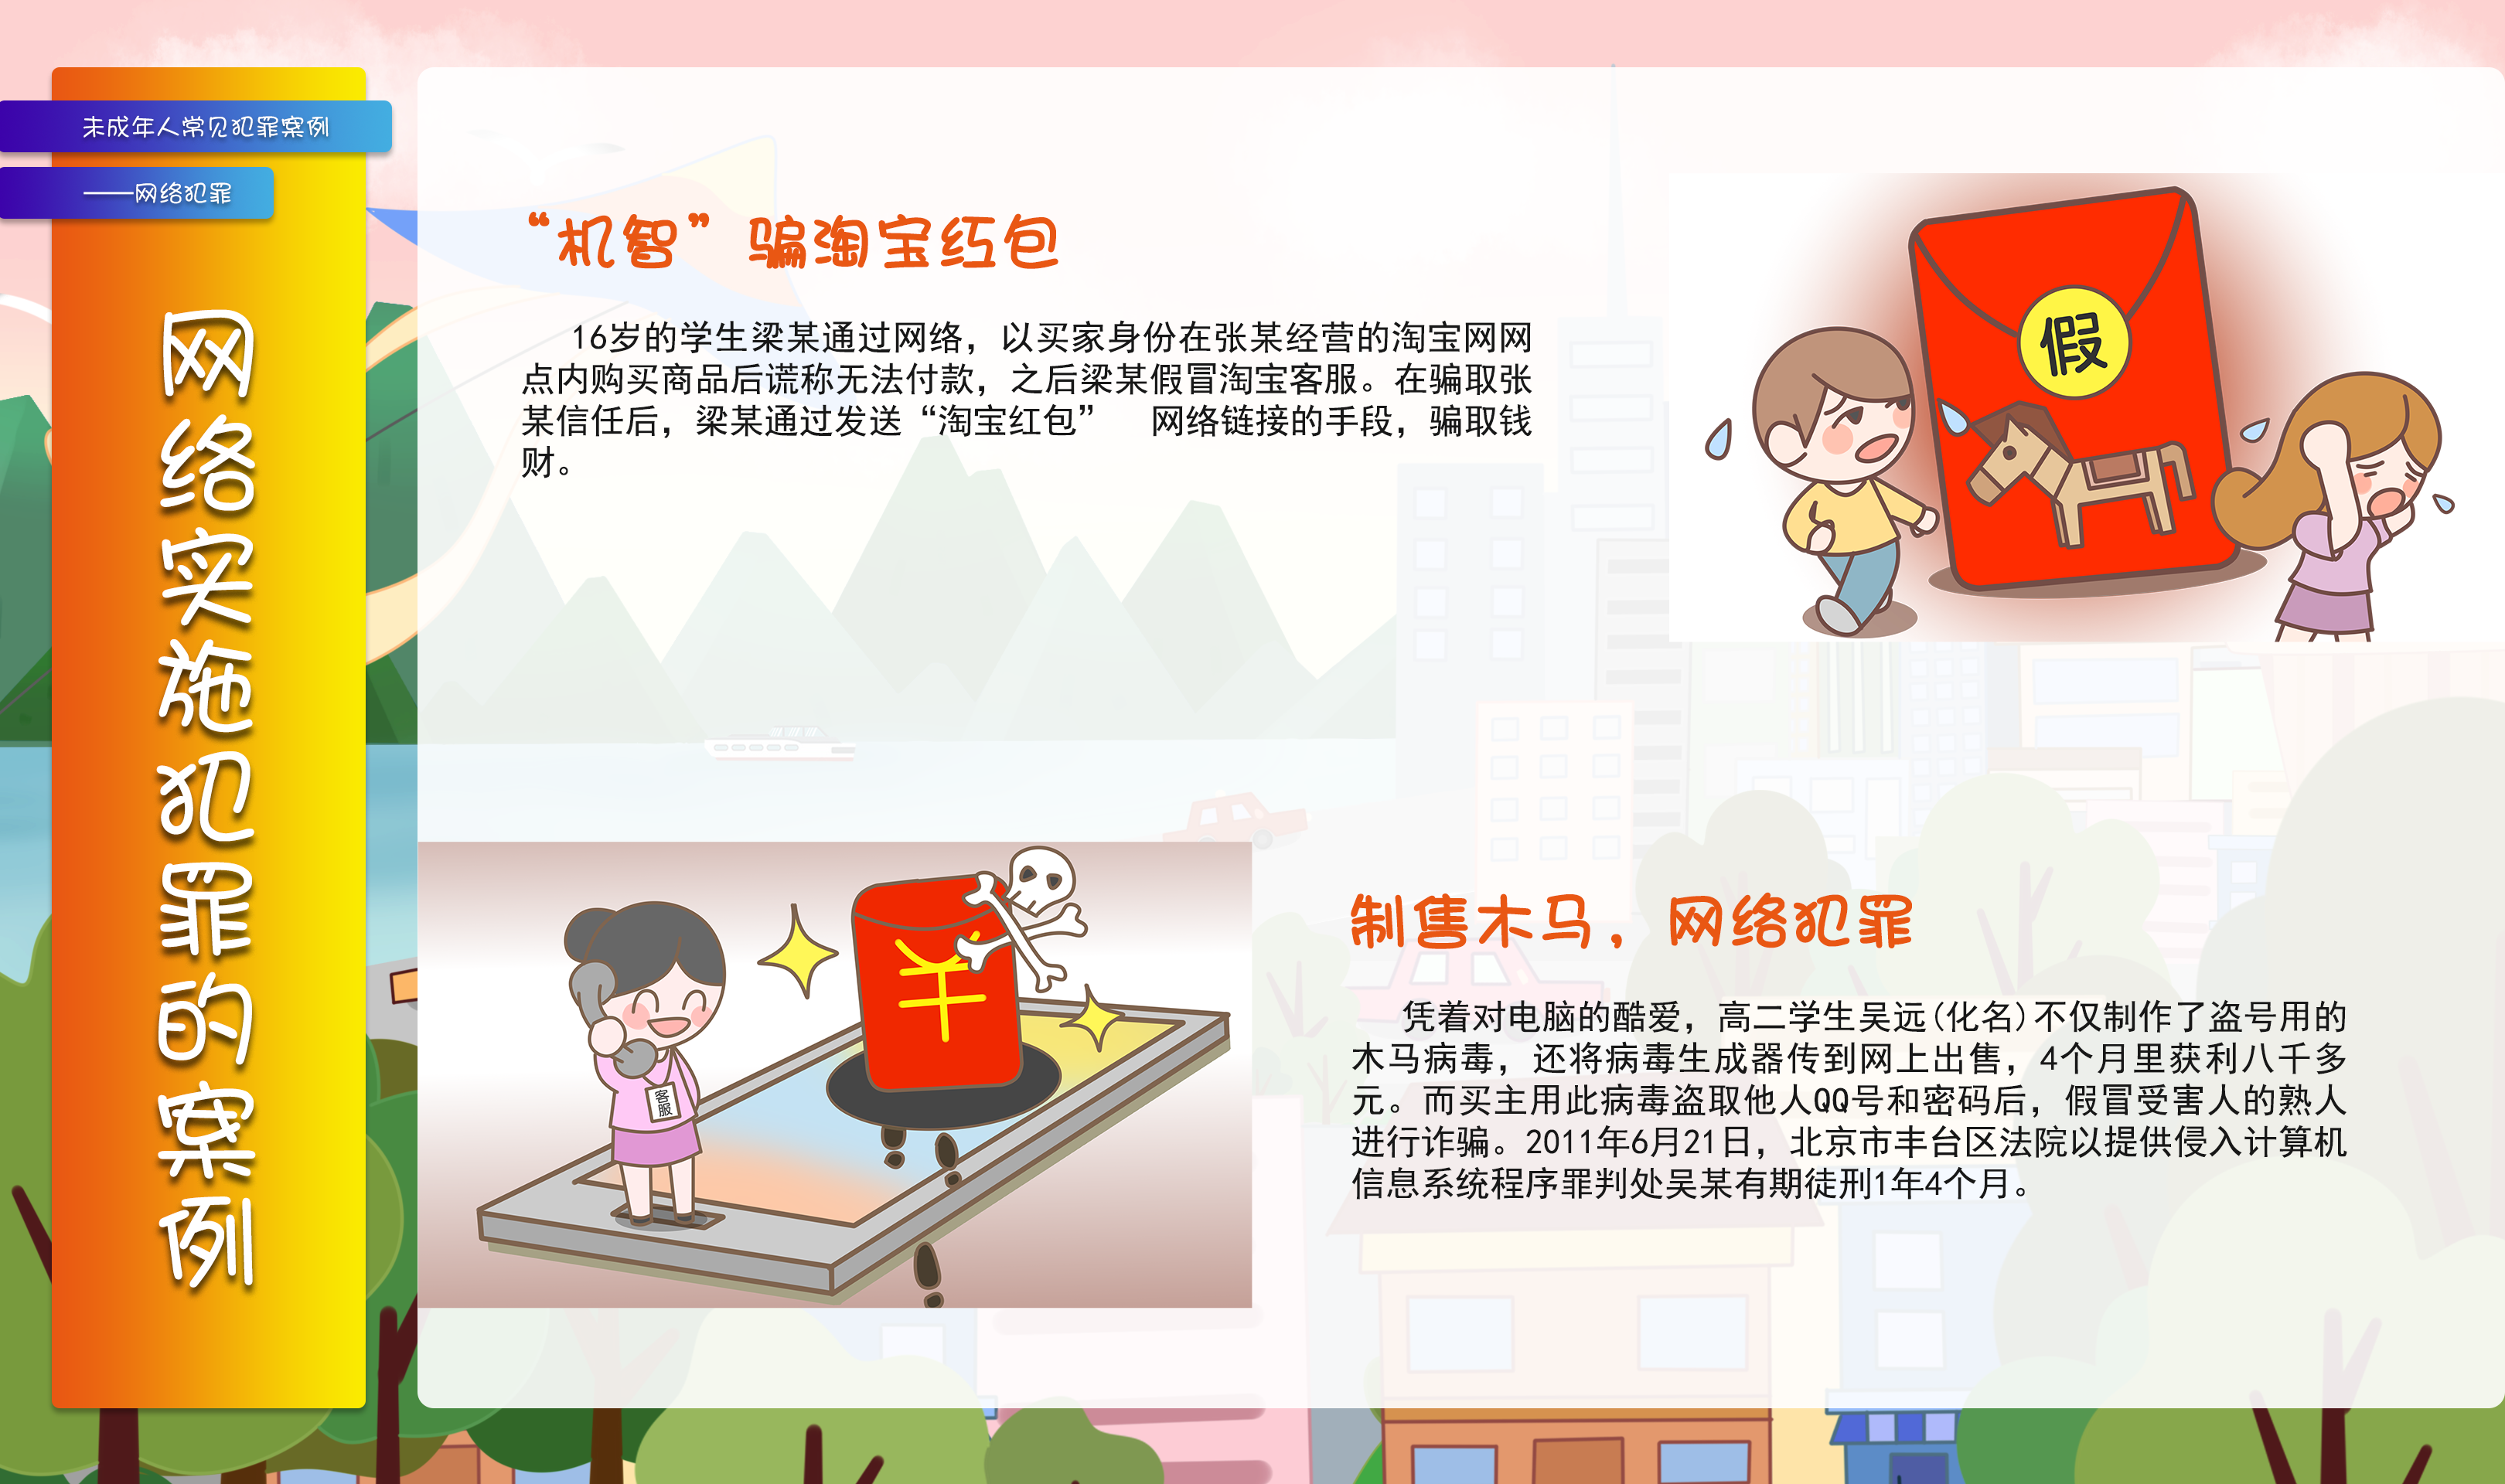 未成年人常见犯罪案例
——网络犯罪
网络实施犯罪的案例
“机智”骗淘宝红包
16岁的学生梁某通过网络，以买家身份在张某经营的淘宝网网
点内购买商品后谎称无法付款，之后梁某假冒淘宝客服。在骗取张
某信任后，梁某通过发送“淘宝红包” 网络链接的手段，骗取钱
财。
假
客服
制售木马，网络犯罪
凭着对电脑的酷爱，高二学生吴远(化名)不仅制作了盗号用的
木马病毒，还将病毒生成器传到网上出售，4个月里获利八千多
元。而买主用此病毒盗取他人QQ号和密码后，假冒受害人的熟人
进行诈骗。2011年6月21日，北京市丰台区法院以提供侵入计算机
信息系统程序罪判处吴某有期徒刑1年4个月。